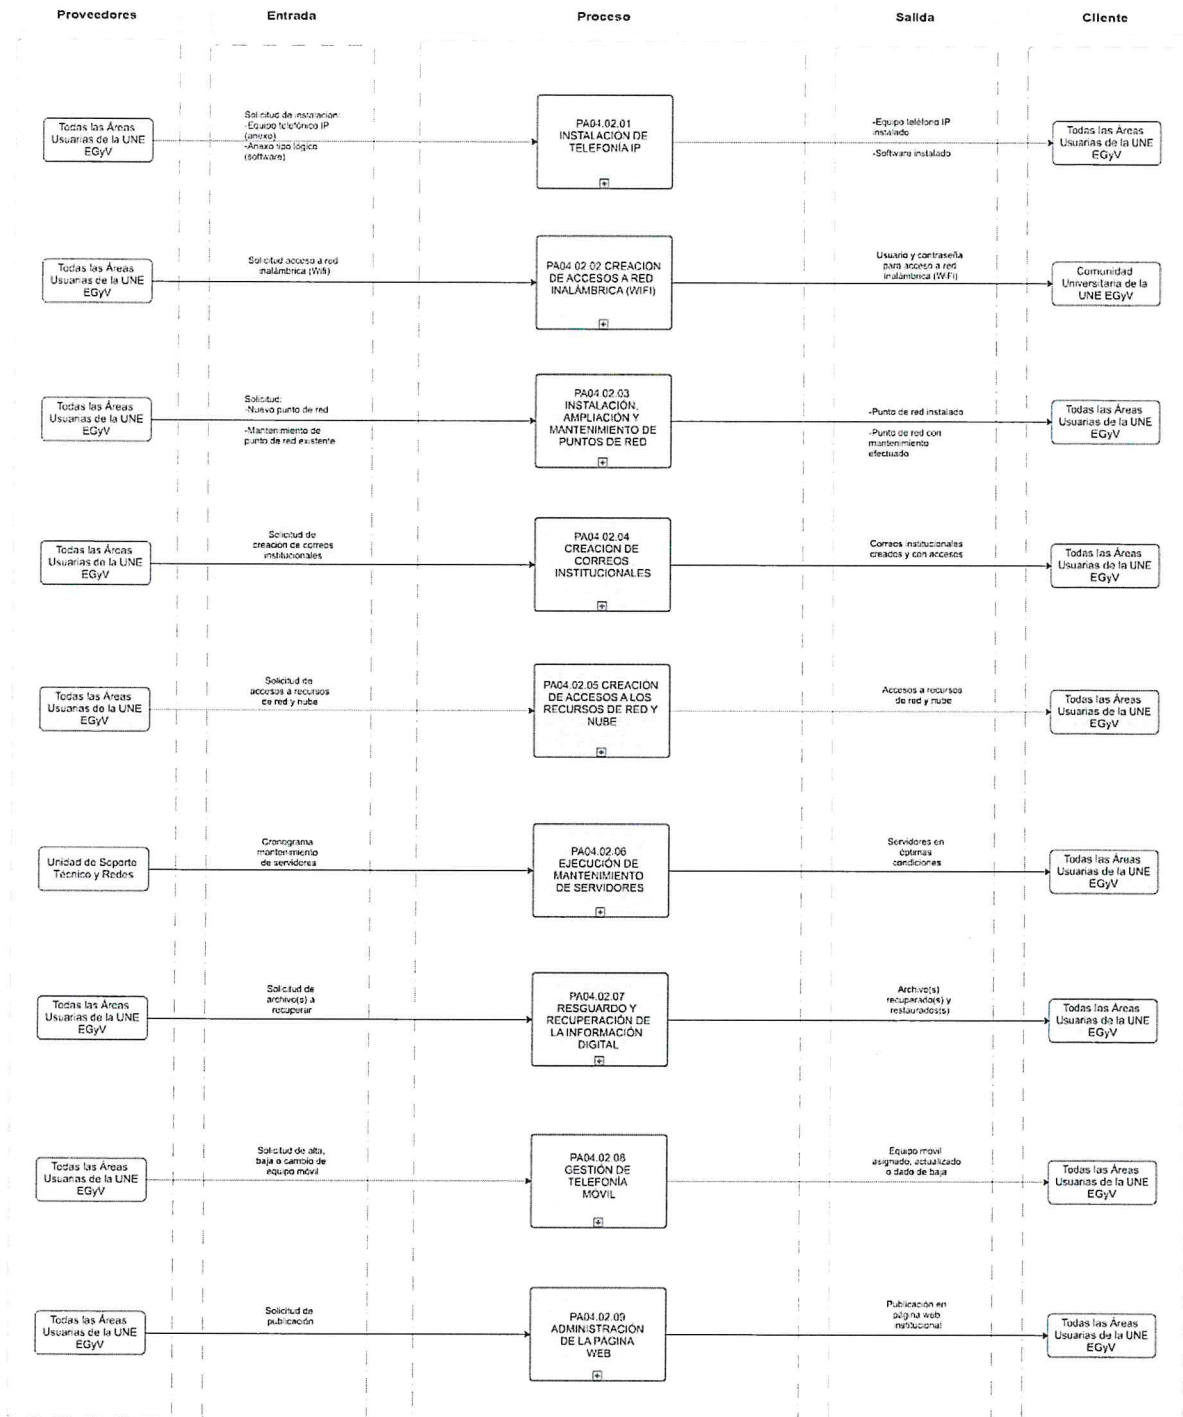 Proveedores
Entrada
Proceso
Salida
Cliente
Todas las Áreas
Usuarias de la UNE
EGyV
Solicitud de instalación:
-Equipo telefónico IP
(anexo)
-Anexo tipo lógico
(software)
PA04.02.01
INSTALACIÓN DE
TELEFONÍA IP
-Equipo teléfono IP
instalado
-Software instalado
Todas las Áreas
Usuarias de la UNE
EGyV
Todas las Áreas
Usuarias de la UNE
EGyV
Solicitud acceso a red
inalámbrica (Wifi)
PA04.02.02 CREACIÓN
DE ACCESOS A RED
INALÁMBRICA (WIFI)
Usuario y contraseña
para acceso a red
inalámbrica (WiFi)
Comunidad
Universitaria de la
UNE EGyV
Todas las Áreas
Usuarias de la UNE
EGyV
Solicitud:
-Nuevo punto de red
-Mantenimiento de
punto de red existente
PA04.02.03
INSTALACIÓN,
AMPLIACIÓN Y
MANTENIMIENTO DE
PUNTOS DE RED
-Punto de red instalado
-Punto de red con
mantenimiento
efectuado
Todas las Áreas
Usuarias de la UNE
EGyV
Todas las Áreas
Usuarias de la UNE
EGyV
Solicitud de
creación de correos
institucionales
PA04.02.04
CREACIÓN DE
CORREOS
INSTITUCIONALES
Correos institucionales
creados y con accesos
Todas las Áreas
Usuarias de la UNE
EGyV
Todas las Áreas
Usuarias de la UNE
EGyV
Solicitud de
accesos a recursos
de red y nube
PA04.02.05 CREACIÓN
DE ACCESOS A LOS
RECURSOS DE RED Y
NUBE
Accesos a recursos
de red y nube
Todas las Áreas
Usuarias de la UNE
EGyV
Unidad de Soporte
Técnico y Redes
Cronograma
mantenimiento
de servidores
PA04.02.06
EJECUCIÓN DE
MANTENIMIENTO
DE SERVIDORES
Servidores en
óptimas
condiciones
Todas las Áreas
Usuarias de la UNE
EGyV
Todas las Áreas
Usuarias de la UNE
EGyV
Solicitud de
archivo(s) a
recuperar
PA04.02.07
RESGUARDO Y
RECUPERACIÓN DE
LA INFORMACIÓN
DIGITAL
Archivo(s)
recuperado(s) y
restaurados(s)
Todas las Áreas
Usuarias de la UNE
EGyV
Todas las Áreas
Usuarias de la UNE
EGyV
Solicitud de alta,
baja o cambio de
equipo móvil
PA04.02.08
GESTIÓN DE
TELEFONÍA
MÓVIL
Equipo móvil
asignado, actualizado
o dado de baja
Todas las Áreas
Usuarias de la UNE
EGyV
Todas las Áreas
Usuarias de la UNE
EGyV
Solicitud de
publicación
PA04.02.09
ADMINISTRACIÓN
DE LA PÁGINA
WEB
Publicación en
página web
institucional
Todas las Áreas
Usuarias de la UNE
EGyV